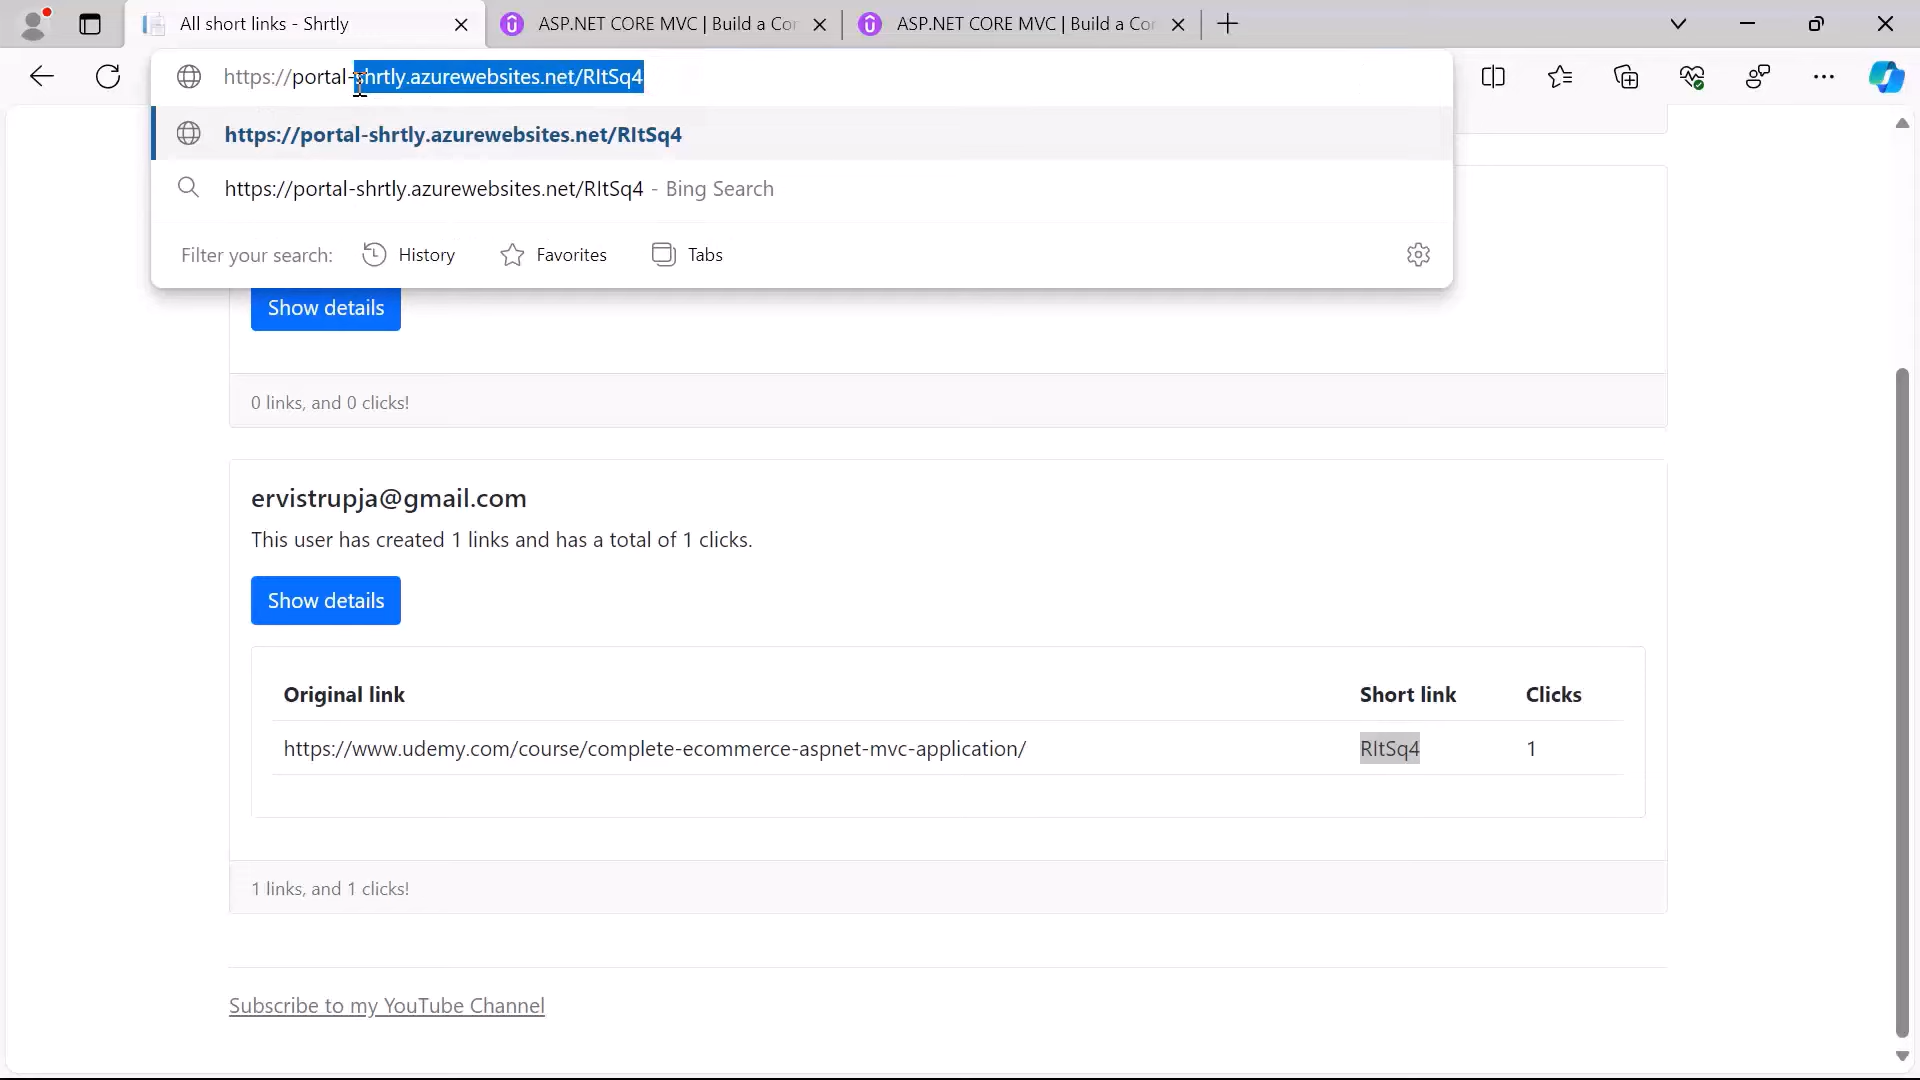 All short links - Shrtly
ASP.NET CORE MVC | Build a Cor
ASP.NET CORE MVC | Build a Cor
https://portal-shrtly.azurewebsites.net/RItSq4
https://portal-shrtly.azurewebsites.net/RItSq4
https://portal-shrtly.azurewebsites.net/RItSq4 - Bing Search
Filter your search: History Favorites Tabs
Show details
0 links, and 0 clicks!
ervistrupja@gmail.com
This user has created 1 links and has a total of 1 clicks.
Show details
Original link Short link Clicks
https://www.udemy.com/course/complete-ecommerce-aspnet-mvc-application/ RItSq4 1
1 links, and 1 clicks!
Subscribe to my YouTube Channel